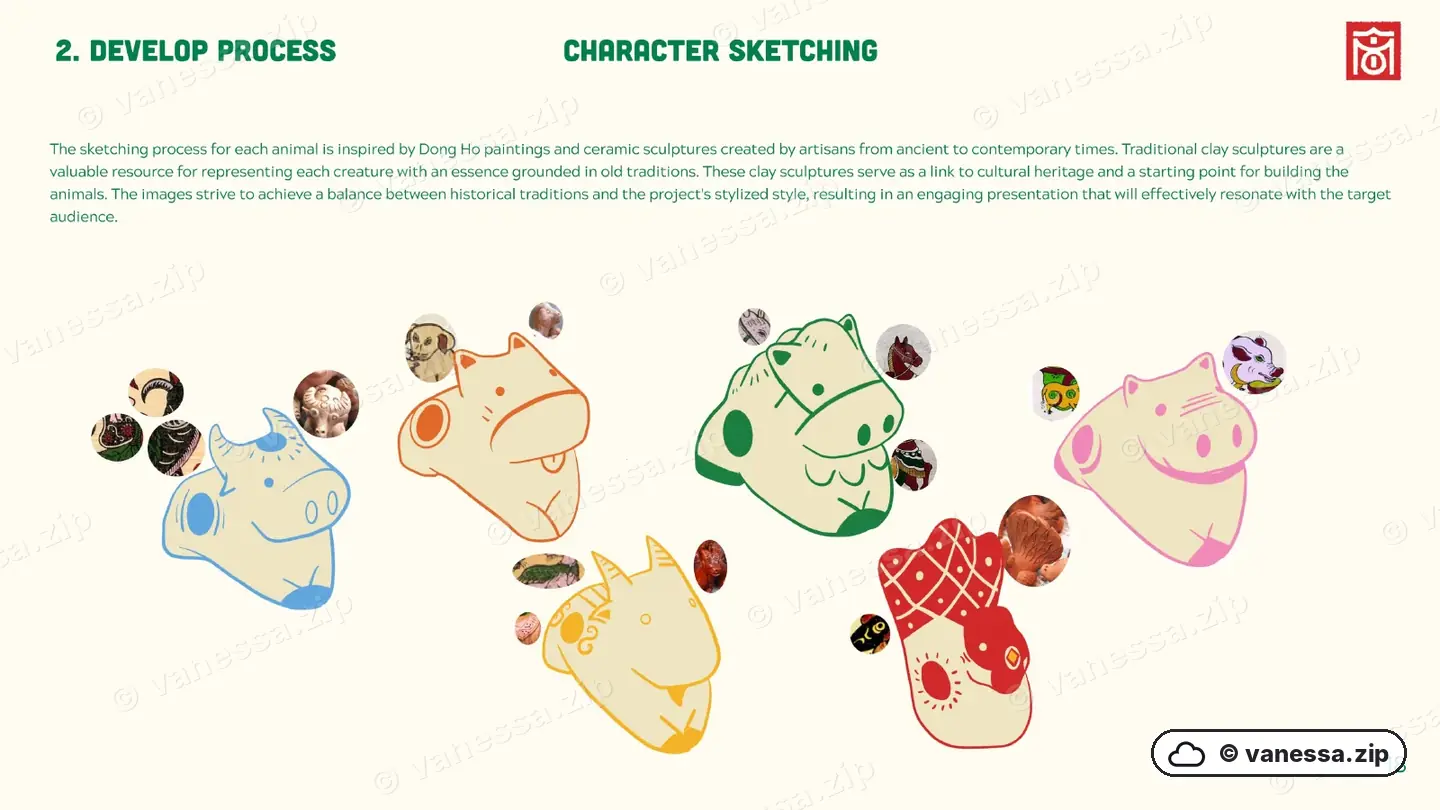 2. DEVELOP PROCESS
CHARACTER SKETCHING
The sketching process for each animal is inspired by Dong Ho paintings and ceramic sculptures created by artisans from ancient to contemporary times. Traditional clay sculptures are a
valuable resource for representing each creature with an essence grounded in old traditions. These clay sculptures serve as a link to cultural heritage and a starting point for building the
animals. The images strive to achieve a balance between historical traditions and the project's stylized style, resulting in an engaging presentation that will effectively resonate with the target
audience.
© vanessa.zip